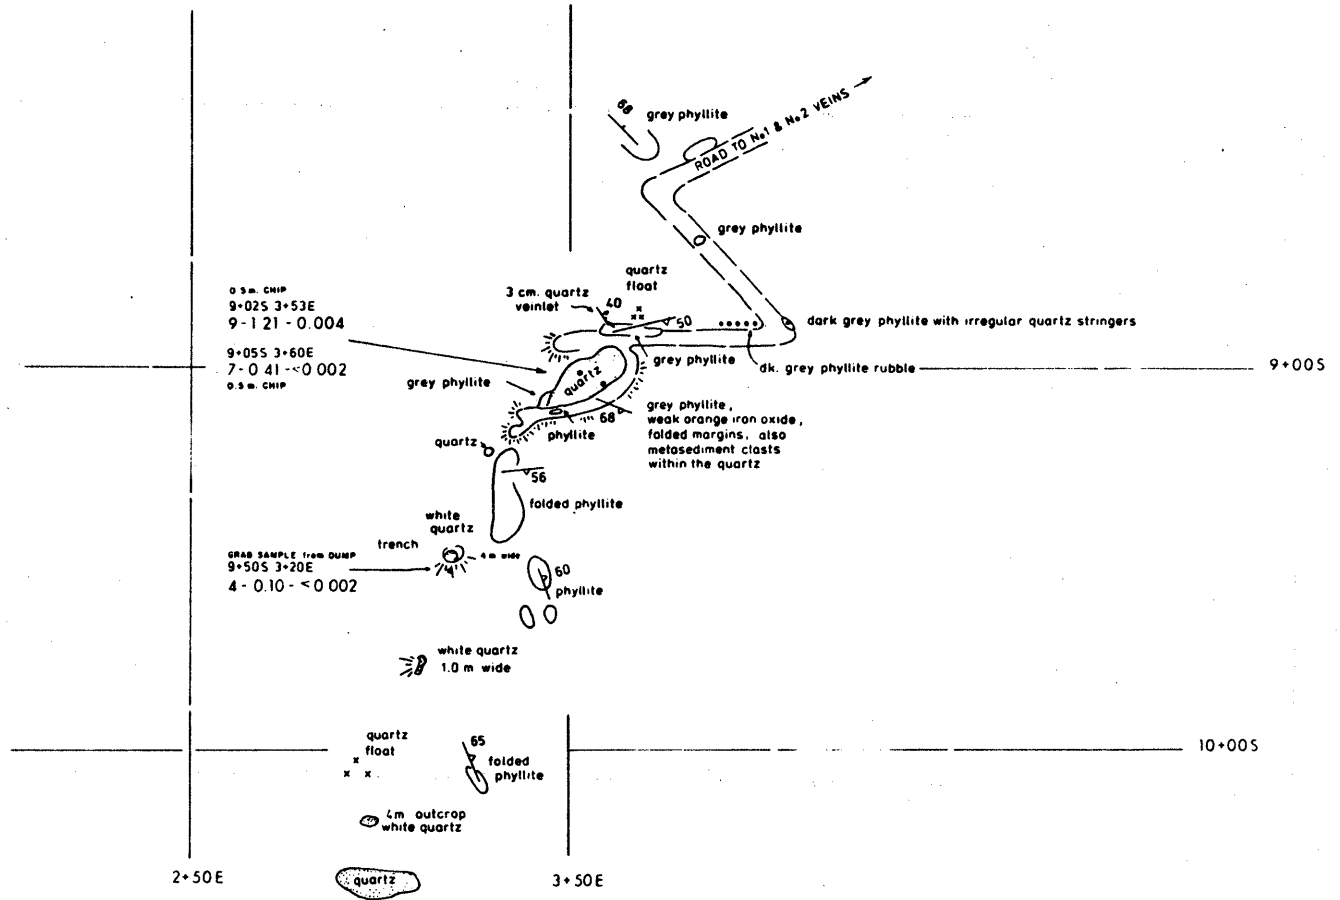 68
grey phyllite
ROAD TO No1 & No2 VEINS
grey phyllite
quartz
float
3 cm. quartz
veinlet
40
50
dark grey phyllite with irregular quartz stringers
0.5m. CHIP
9+02S 3+53E
9-1 21 - 0.004
9+05S 3+60E
7-0 41 -<0 002
0.5m. CHIP
grey phyllite
dk. grey phyllite rubble
9+00S
grey phyllite
quartz
68
grey phyllite,
weak orange iron oxide,
folded margins, also
metasediment clasts
within the quartz
phyllite
quartz
56
folded phyllite
white
quartz
trench
4m wide
GRAB SAMPLE from DUMP
9+50S 3+20E
4 - 0.10 - <0 002
60
phyllite
white quartz
1.0 m wide
quartz
float
65
folded
phyllite
10+00S
4m outcrop
white quartz
2+50E
quartz
3+50E